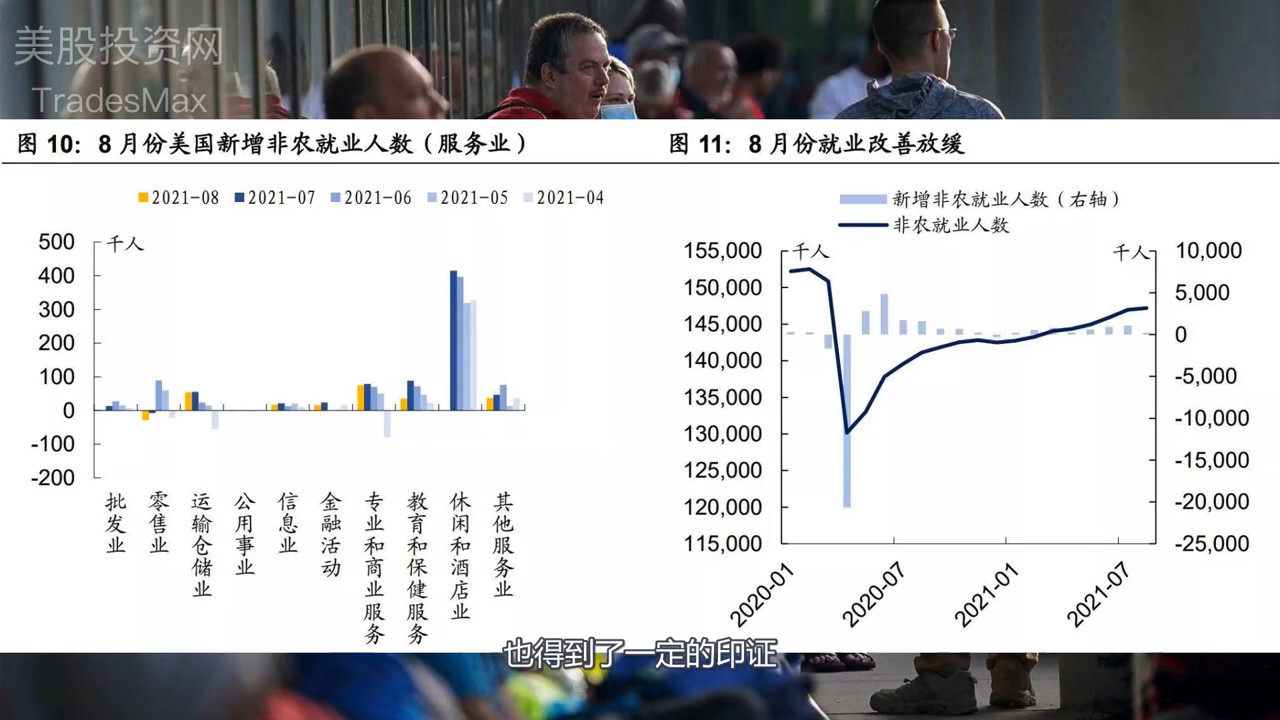 美股投资网
TradesMax
图 10：8 月份美国新增非农就业人数（服务业）
2021-08
2021-07
2021-06
2021-05
2021-04
千人
500
400
300
200
100
0
-100
-200
批发业
零售业
运输仓储业
公用事业
信息业
金融活动
专业和商业服务
教育和保健服务
休闲和酒店业
其他服务业
图 11：8 月份就业改善放缓
新增非农就业人数（右轴）
非农就业人数
千人
千人
155,000
150,000
145,000
140,000
135,000
130,000
125,000
120,000
115,000
10,000
5,000
0
-5,000
-10,000
-15,000
-20,000
-25,000
2020-01
2020-07
2021-01
2021-07
也得到了一定的印证